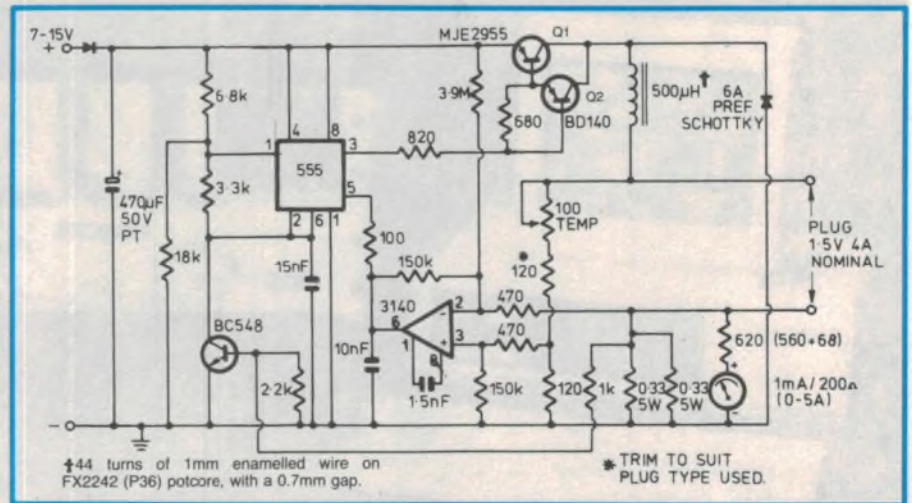 7-15V
+
MJE2955
Q1
6·8k
3·9M
Q2
500µH †
6A
PREF
SCHOTTKY
680
BD140
4
8
1
3
820
555
5
470µF
50V
PT
3·3k
2
6
1
100
TEMP
PLUG
1·5V 4A
NOMINAL
18k
15nF
100
150k
*
120
3140
2
470
6
3
470
1
8
BC548
10nF
620
(560+68)
+
2·2k
1·5nF
150k
120
1k
0·33
5W
0·33
5W
1mA/200Ω
(0-5A)
-
-
†44 turns of 1mm enamelled wire on
FX2242 (P36) potcore, with a 0.7mm gap.
* TRIM TO SUIT
PLUG TYPE USED.